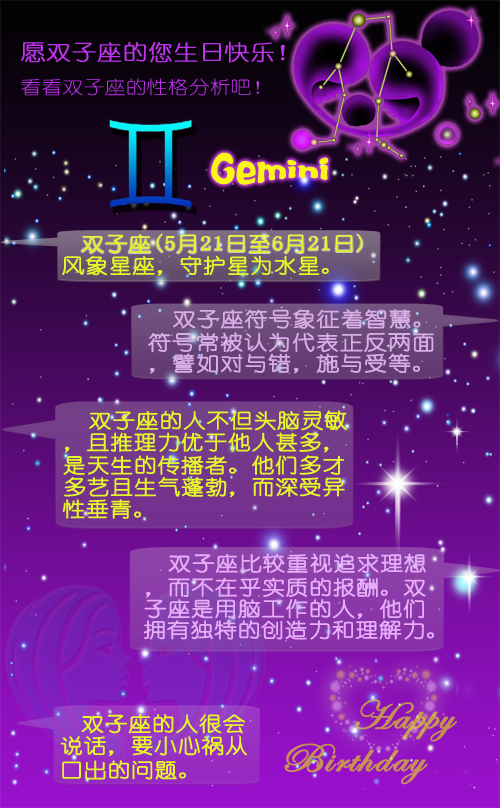 愿双子座的您生日快乐！
看看双子座的性格分析吧！
Gemini
双子座(5月21日至6月21日)
风象星座，守护星为水星。
双子座符号象征着智慧。
符号常被认为代表正反两面
，譬如对与错，施与受等。
双子座的人不但头脑灵敏
，且推理力优于他人甚多，
是天生的传播者。他们多才
多艺且生气蓬勃，而深受异
性垂青。
双子座比较重视追求理想
，而不在乎实质的报酬。双
子座是用脑工作的人，他们
拥有独特的创造力和理解力。
双子座的人很会
说话，要小心祸从
口出的问题。
Happy
Birthday